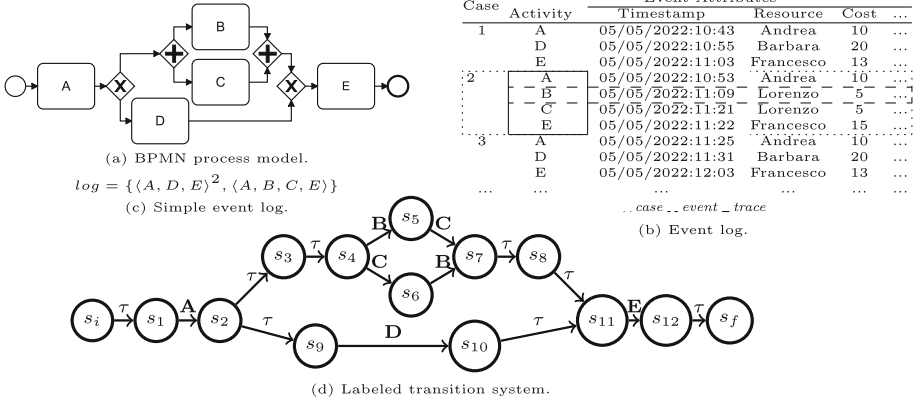 B
A
X
C
X
E
D
(a) BPMN process model.
log = {⟨A, D, E⟩², ⟨A, B, C, E⟩}
(c) Simple event log.
Case Event Attributes
Activity Timestamp Resource Cost ...
1 A 05/05/2022:10:43 Andrea 10 ...
D 05/05/2022:10:55 Barbara 20 ...
E 05/05/2022:11:03 Francesco 13 ...
2 A 05/05/2022:10:53 Andrea 10 ...
B 05/05/2022:11:09 Lorenzo 5 ...
C 05/05/2022:11:21 Lorenzo 5 ...
E 05/05/2022:11:22 Francesco 15 ...
3 A 05/05/2022:11:25 Andrea 10 ...
D 05/05/2022:11:31 Barbara 20 ...
E 05/05/2022:12:03 Francesco 13 ...
... ... ... ... ... ...
case event trace
(b) Event log.
s₅
B C
s₃ τ s₄ s₇ τ s₈
C B
s₆
τ τ
sᵢ τ s₁ A s₂ s₁₁ E s₁₂ τ s_f
τ τ
s₉ D s₁₀
(d) Labeled transition system.